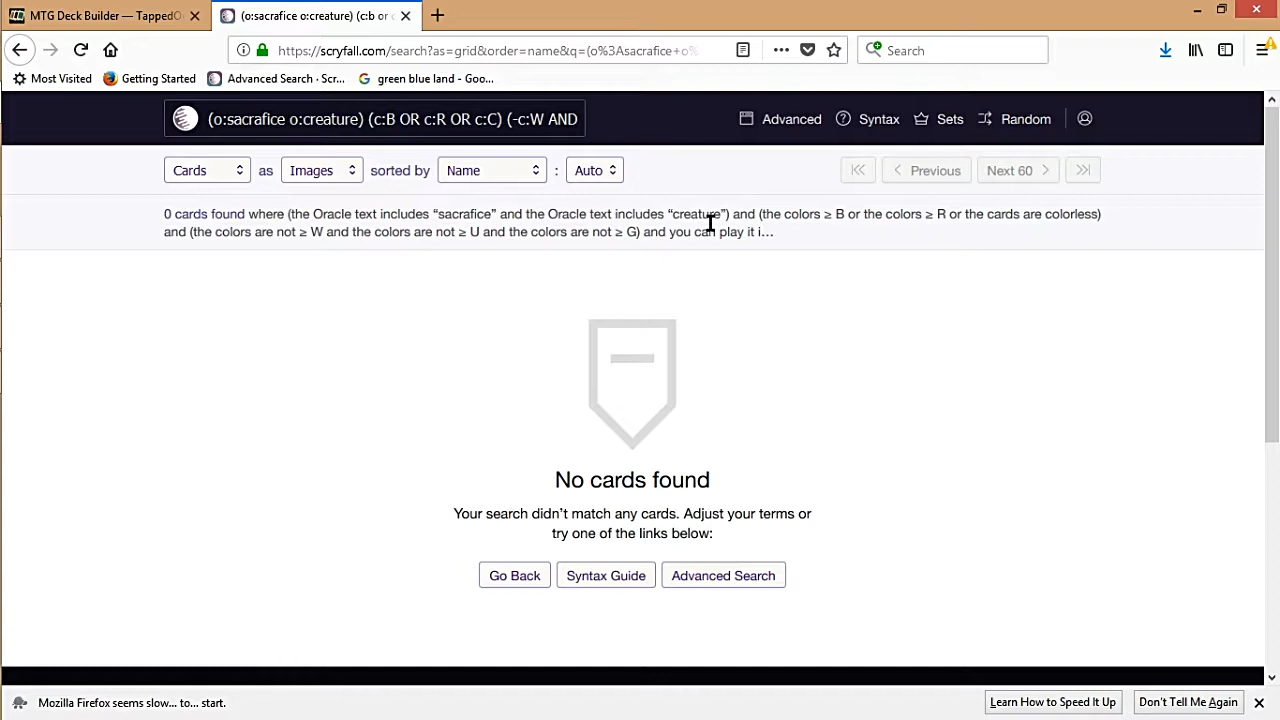 MTG Deck Builder — TappedO
(o:sacrafice o:creature) (c:b or c
https://scryfall.com/search?as=grid&order=name&q=(o%3Asacrafice+o%
Search
Most Visited
Getting Started
Advanced Search · Scr...
green blue land - Goo...
(o:sacrafice o:creature) (c:B OR c:R OR c:C) (-c:W AND
Advanced
Syntax
Sets
Random
Cards
as
Images
sorted by
Name
:
Auto
Previous
Next 60
0 cards found where (the Oracle text includes “sacrafice” and the Oracle text includes “creature”) and (the colors ≥ B or the colors ≥ R or the cards are colorless)
and (the colors are not ≥ W and the colors are not ≥ U and the colors are not ≥ G) and you can play it i…
No cards found
Your search didn’t match any cards. Adjust your terms or
try one of the links below:
Go Back
Syntax Guide
Advanced Search
Mozilla Firefox seems slow... to... start.
Learn How to Speed It Up
Don't Tell Me Again